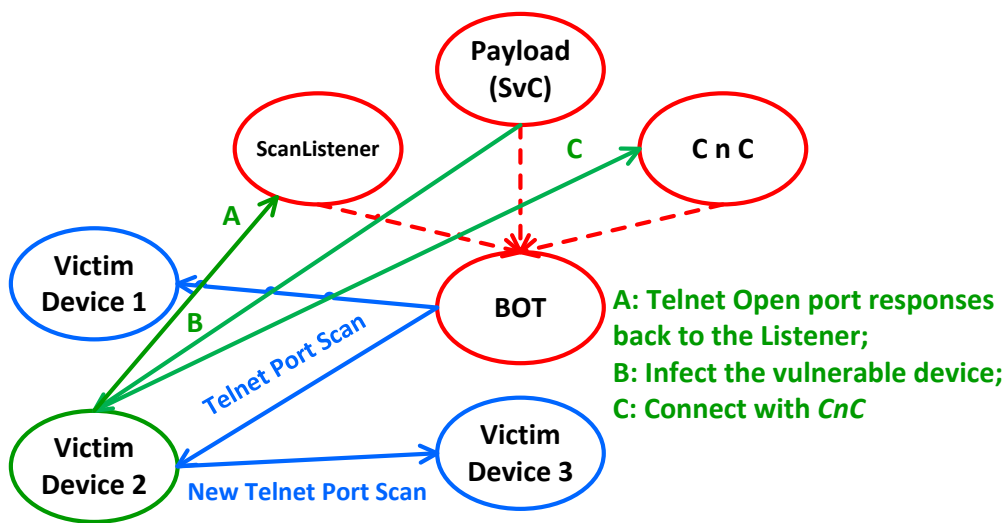 Payload
(SvC)
ScanListener
C n C
C
A
Victim
Device 1
B
BOT
Telnet Port Scan
A: Telnet Open port responses
back to the Listener;
B: Infect the vulnerable device;
C: Connect with CnC
Victim
Device 2
New Telnet Port Scan
Victim
Device 3